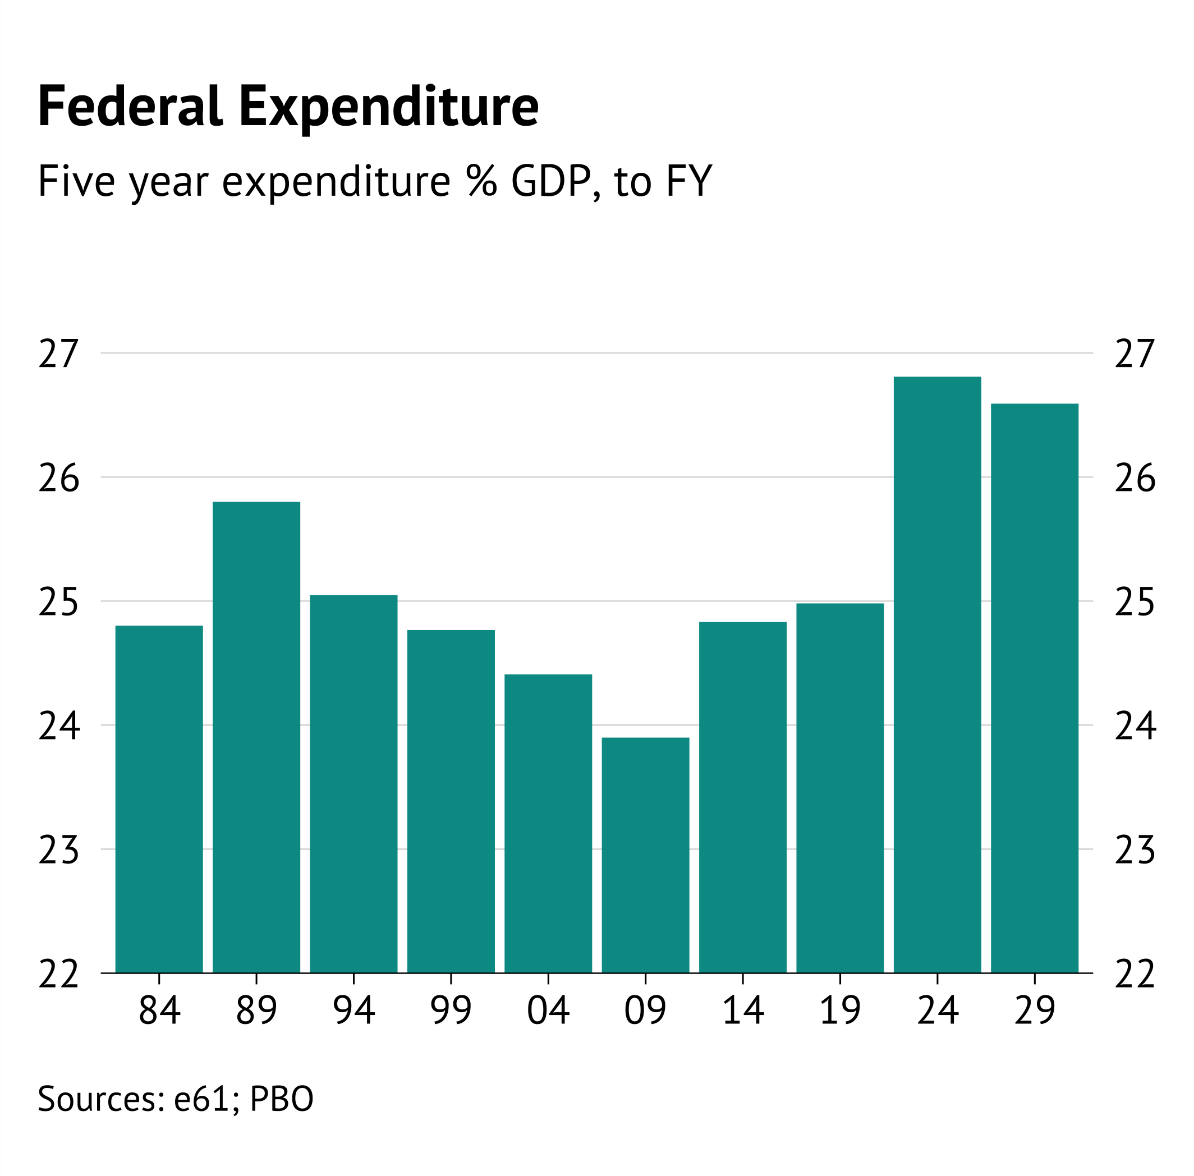 Federal Expenditure
Five year expenditure % GDP, to FY
27 27
26 26
25 25
24 24
23 23
22 22
84 89 94 99 04 09 14 19 24 29
Sources: e61; PBO